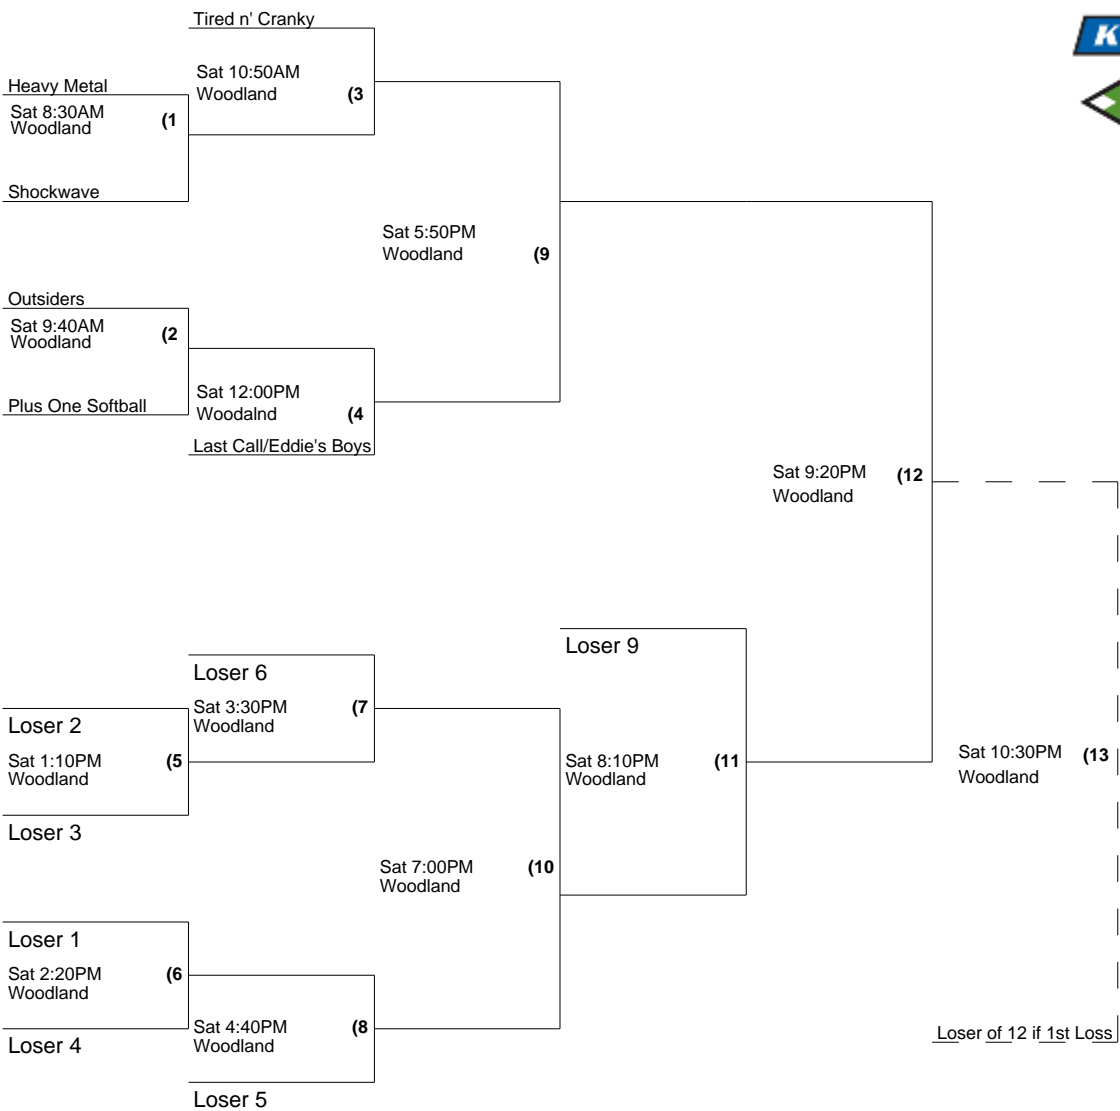 Tired n' Cranky
Sat 10:50AM
Woodland (3
Heavy Metal
Sat 8:30AM
Woodland (1
Shockwave
Sat 5:50PM
Woodland (9
Outsiders
Sat 9:40AM
Woodland (2
Plus One Softball
Sat 12:00PM
Woodalnd (4
Last Call/Eddie's Boys
Sat 9:20PM (12
Woodland
Loser 9
Loser 6
Sat 3:30PM (7
Woodland
Loser 2
Sat 1:10PM (5
Woodland
Loser 3
Sat 8:10PM (11
Woodland
Sat 10:30PM (13
Woodland
Sat 7:00PM (10
Woodland
Loser 1
Sat 2:20PM (6
Woodland
Loser 4
Sat 4:40PM (8
Woodland
Loser 5
Loser of 12 if 1st Loss